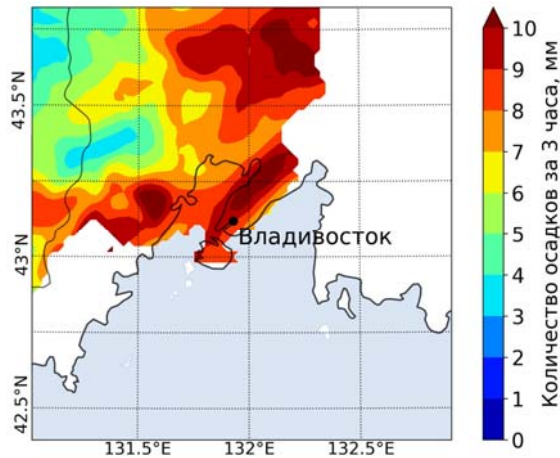 43.5°N
43°N
42.5°N
131.5°E
132°E
132.5°E
Владивосток
10
9
8
7
6
5
4
3
2
1
0
Количество осадков за 3 часа, мм